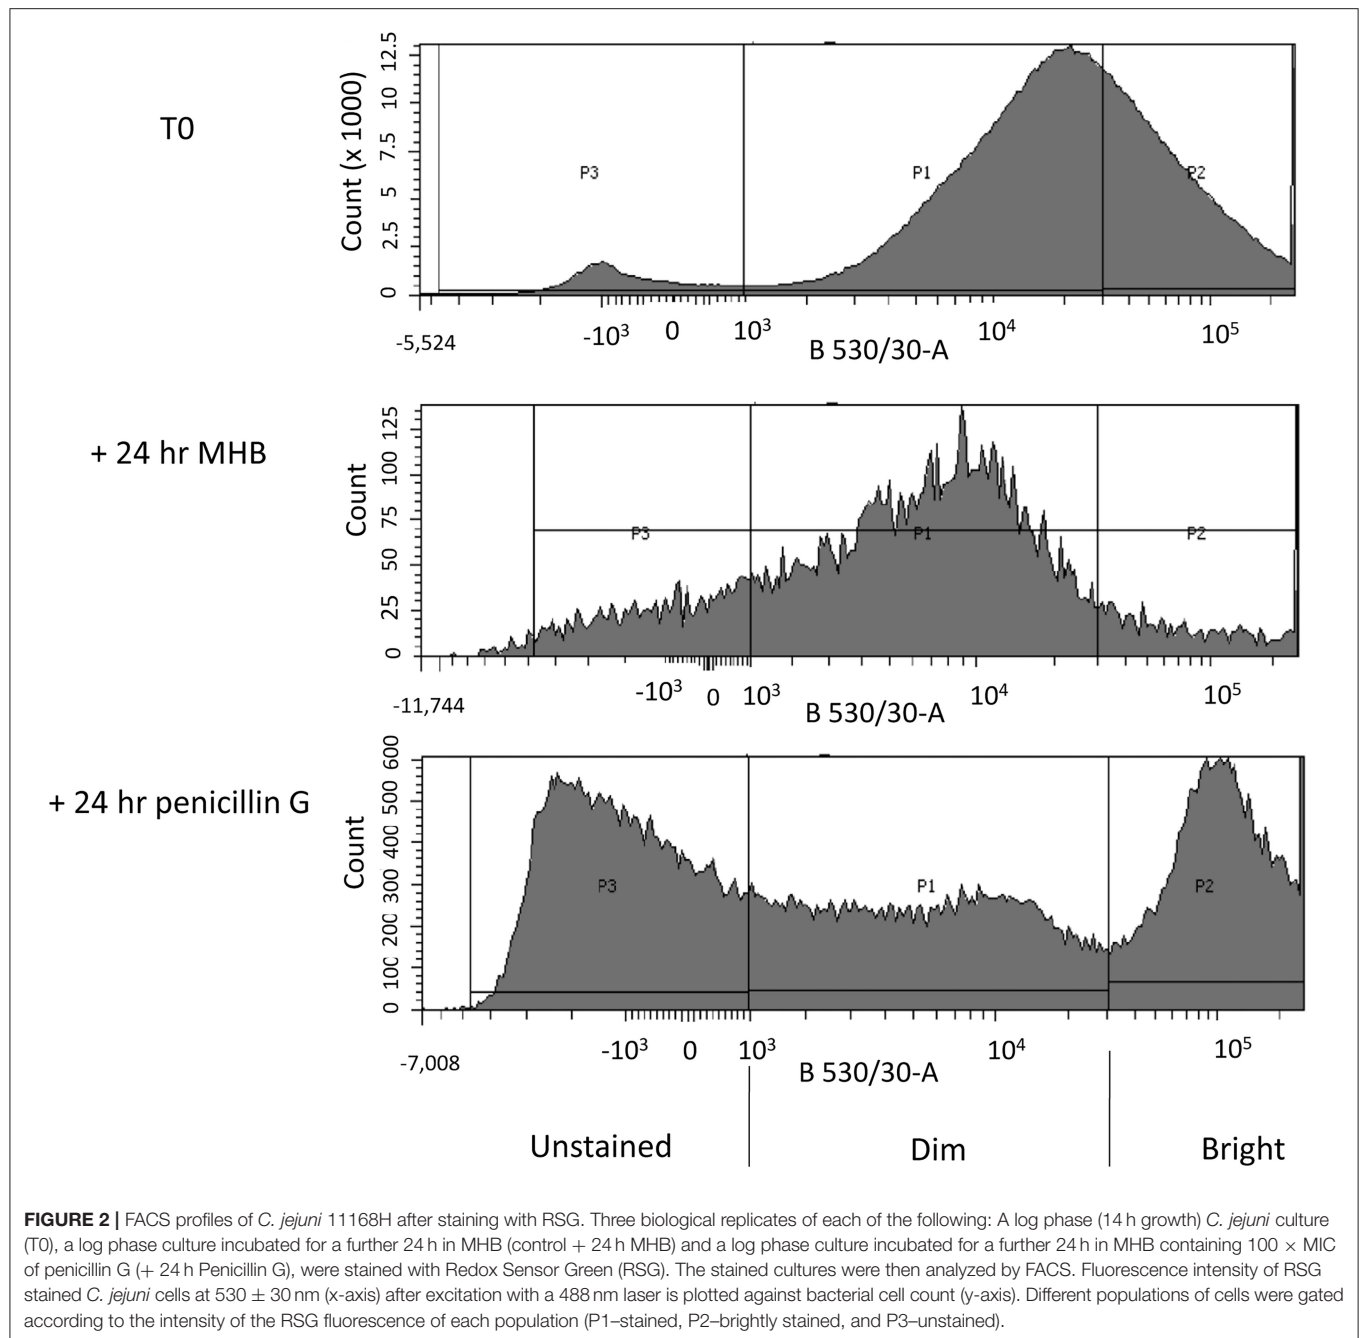 T0
Count (x 1000)
12.5
10
7.5
5
2.5
0
P3
P1
P2
-5,524
-10³
0
10³
10⁴
10⁵
B 530/30-A
+ 24 hr MHB
Count
125
100
75
50
25
0
P3
P1
P2
-11,744
-10³
0
10³
10⁴
10⁵
B 530/30-A
+ 24 hr penicillin G
Count
600
500
400
300
200
100
0
P3
P1
P2
-7,008
-10³
0
10³
10⁴
10⁵
B 530/30-A
Unstained
Dim
Bright
FIGURE 2 | FACS profiles of C. jejuni 11168H after staining with RSG. Three biological replicates of each of the following: A log phase (14 h growth) C. jejuni culture
(T0), a log phase culture incubated for a further 24 h in MHB (control + 24 h MHB) and a log phase culture incubated for a further 24 h in MHB containing 100 × MIC
of penicillin G (+ 24 h Penicillin G), were stained with Redox Sensor Green (RSG). The stained cultures were then analyzed by FACS. Fluorescence intensity of RSG
stained C. jejuni cells at 530 ± 30 nm (x-axis) after excitation with a 488 nm laser is plotted against bacterial cell count (y-axis). Different populations of cells were gated
according to the intensity of the RSG fluorescence of each population (P1–stained, P2–brightly stained, and P3–unstained).